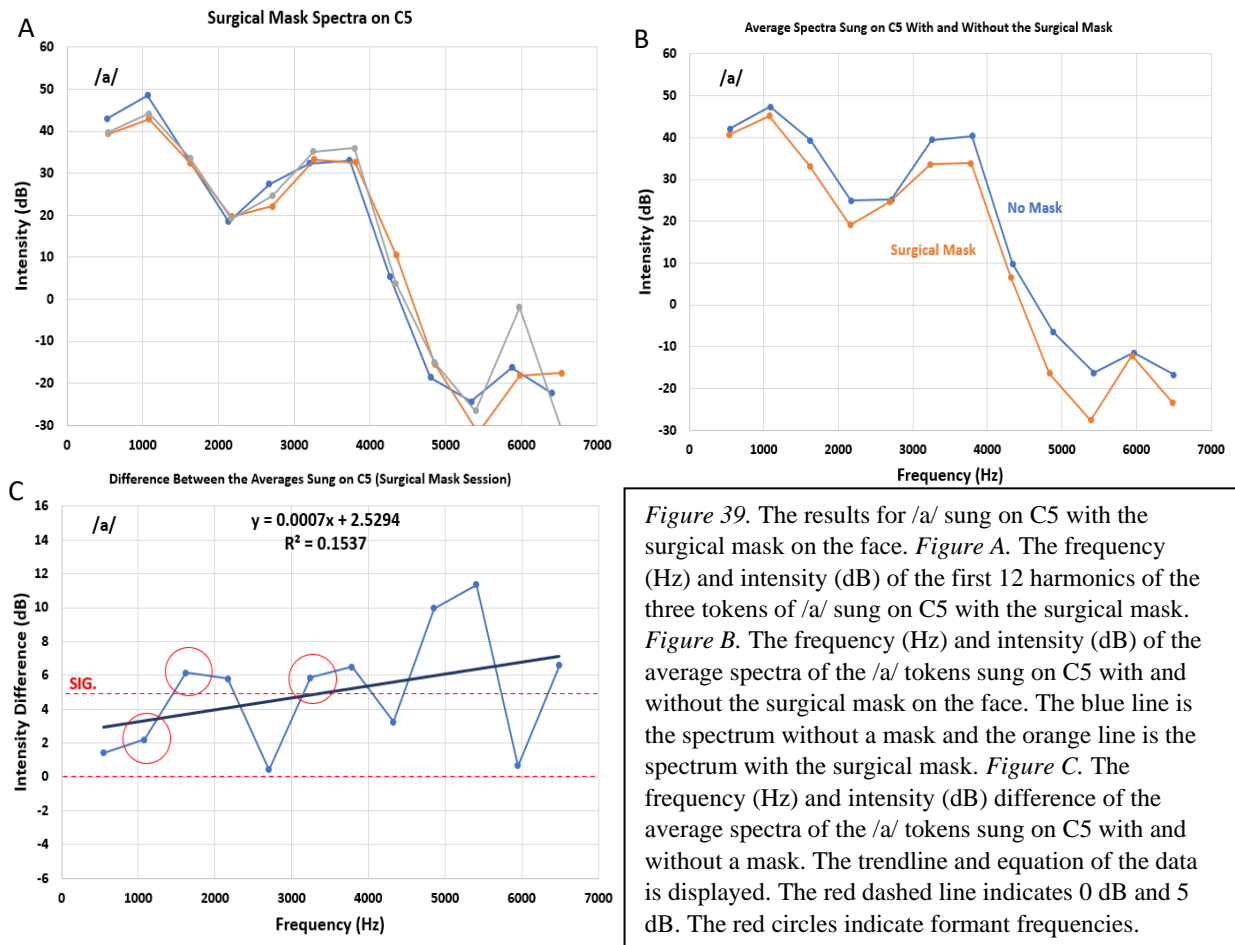 A
Surgical Mask Spectra on C5
/a/
Intensity (dB)
60
50
40
30
20
10
0
-10
-20
-30
0 1000 2000 3000 4000 5000 6000 7000
B
Average Spectra Sung on C5 With and Without the Surgical Mask
/a/
Intensity (dB)
60
50
40
30
20
10
0
-10
-20
-30
No Mask
Surgical Mask
0 1000 2000 3000 4000 5000 6000 7000
Frequency (Hz)
C
Difference Between the Averages Sung on C5 (Surgical Mask Session)
/a/
y = 0.0007x + 2.5294
R² = 0.1537
Intensity Difference (dB)
16
14
12
10
8
6
4
2
0
-2
-4
-6
SIG.
0 1000 2000 3000 4000 5000 6000 7000
Frequency (Hz)
Figure 39. The results for /a/ sung on C5 with the
surgical mask on the face. Figure A. The frequency
(Hz) and intensity (dB) of the first 12 harmonics of the
three tokens of /a/ sung on C5 with the surgical mask.
Figure B. The frequency (Hz) and intensity (dB) of the
average spectra of the /a/ tokens sung on C5 with and
without the surgical mask on the face. The blue line is
the spectrum without a mask and the orange line is the
spectrum with the surgical mask. Figure C. The
frequency (Hz) and intensity (dB) difference of the
average spectra of the /a/ tokens sung on C5 with and
without a mask. The trendline and equation of the data
is displayed. The red dashed line indicates 0 dB and 5
dB. The red circles indicate formant frequencies.